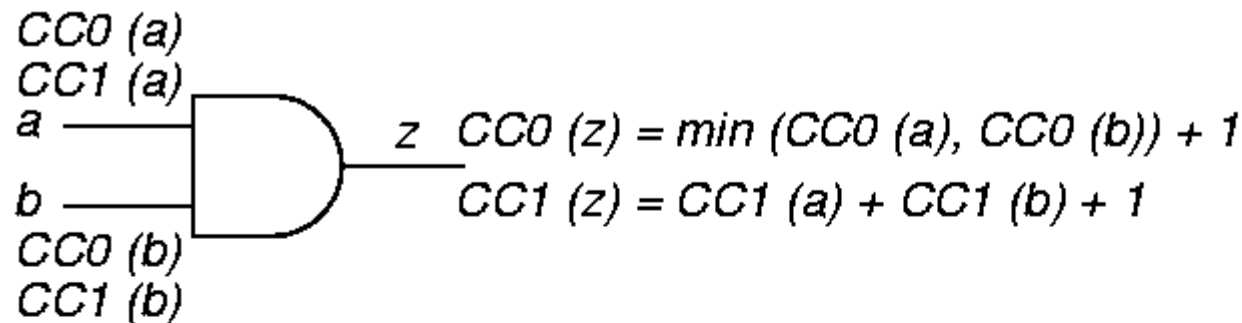 CC0 (a)
CC1 (a)
a
z CC0 (z) = min (CC0 (a), CC0 (b)) + 1
b
CC1 (z) = CC1 (a) + CC1 (b) + 1
CC0 (b)
CC1 (b)